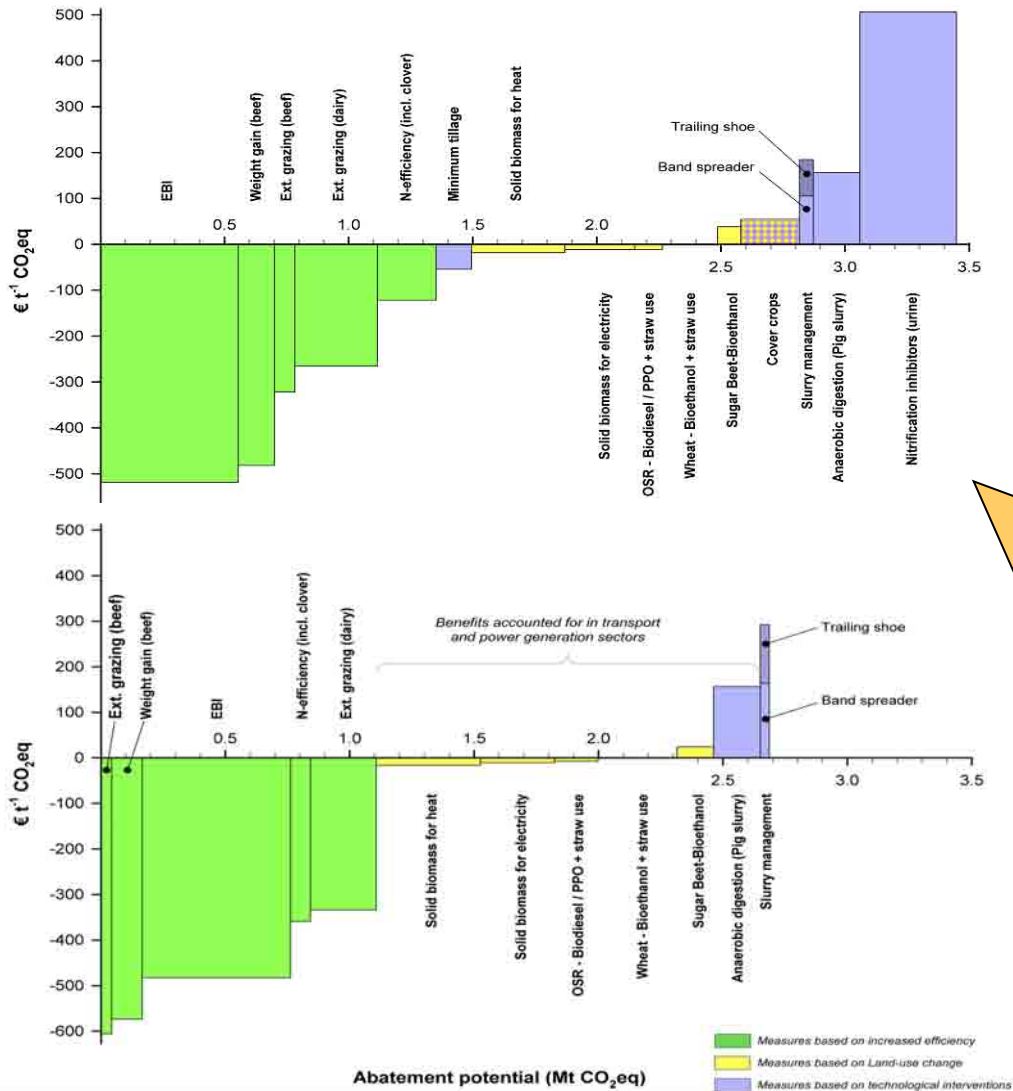 500
400
300
200
100
0
-100
-200
-300
-400
-500
€ t⁻¹ CO₂eq
EBI
Weight gain (beef)
Ext. grazing (beef)
Ext. grazing (dairy)
N-efficiency (incl. clover)
Minimum tillage
Solid biomass for heat
Trailing shoe
Band spreader
0.5
1.0
1.5
2.0
2.5
3.0
3.5
Solid biomass for electricity
OSR - Biodiesel / PPO + straw use
Wheat - Bioethanol + straw use
Sugar Beet-Bioethanol
Cover crops
Slurry management
Anaerobic digestion (Pig slurry)
Nitrification inhibitors (urine)
500
400
300
200
100
0
-100
-200
-300
-400
-500
-600
€ t⁻¹ CO₂eq
Ext. grazing (beef)
Weight gain (beef)
EBI
N-efficiency (incl. clover)
Ext. grazing (dairy)
Benefits accounted for in transport
and power generation sectors
Trailing shoe
Band spreader
0.5
1.0
1.5
2.0
2.5
3.0
3.5
Solid biomass for heat
Solid biomass for electricity
OSR - Biodiesel / PPO + straw use
Wheat - Bioethanol + straw use
Sugar Beet-Bioethanol
Anaerobic digestion (Pig slurry)
Slurry management
Abatement potential (Mt CO₂eq)
Measures based on increased efficiency
Measures based on Land-use change
Measures based on technological interventions